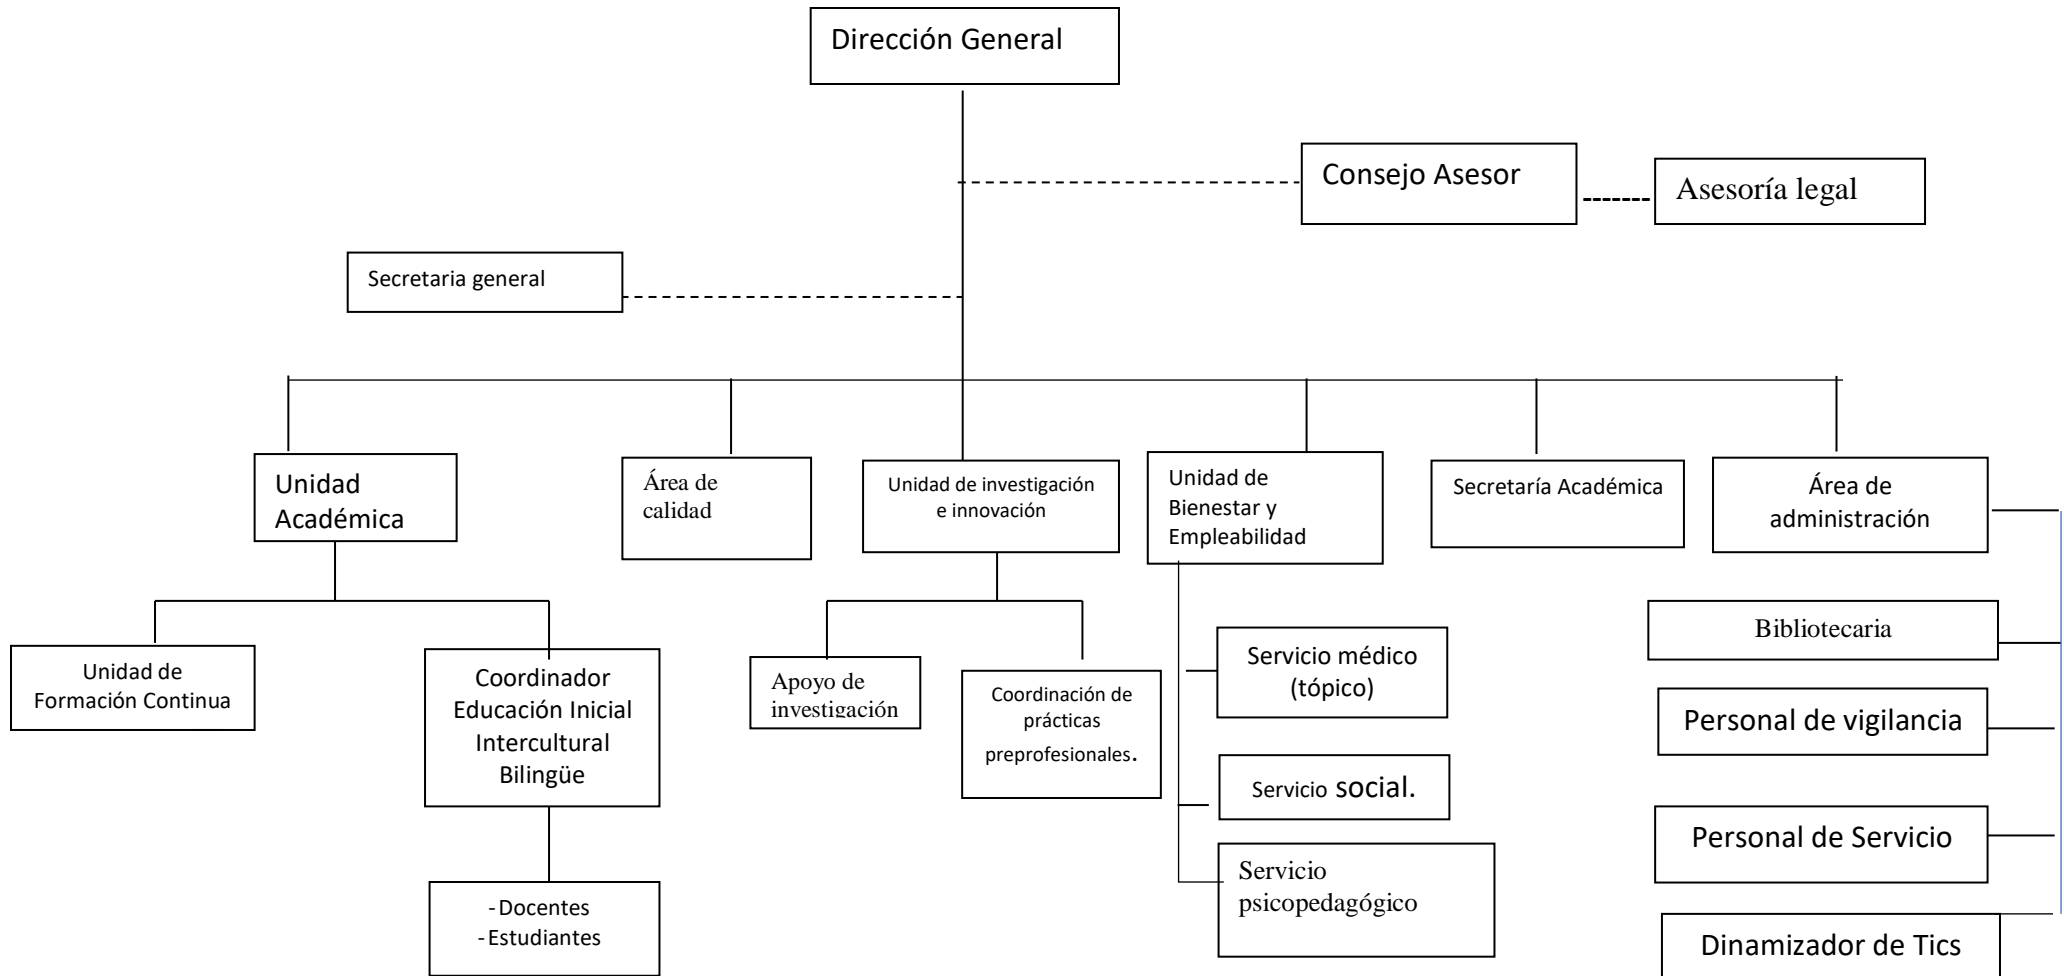 Dirección General
Consejo Asesor
Asesoría legal
Secretaria general
Unidad
Académica
Área de
calidad
Unidad de investigación
e innovación
Unidad de
Bienestar y
Empleabilidad
Secretaría Académica
Área de
administración
Unidad de
Formación Continua
Coordinador
Educación Inicial
Intercultural
Bilingüe
Apoyo de
investigación
Coordinación de
prácticas
preprofesionales.
Servicio médico
(tópico)
Servicio social.
Servicio
psicopedagógico
Bibliotecaria
Personal de vigilancia
Personal de Servicio
Dinamizador de Tics
-Docentes
-Estudiantes